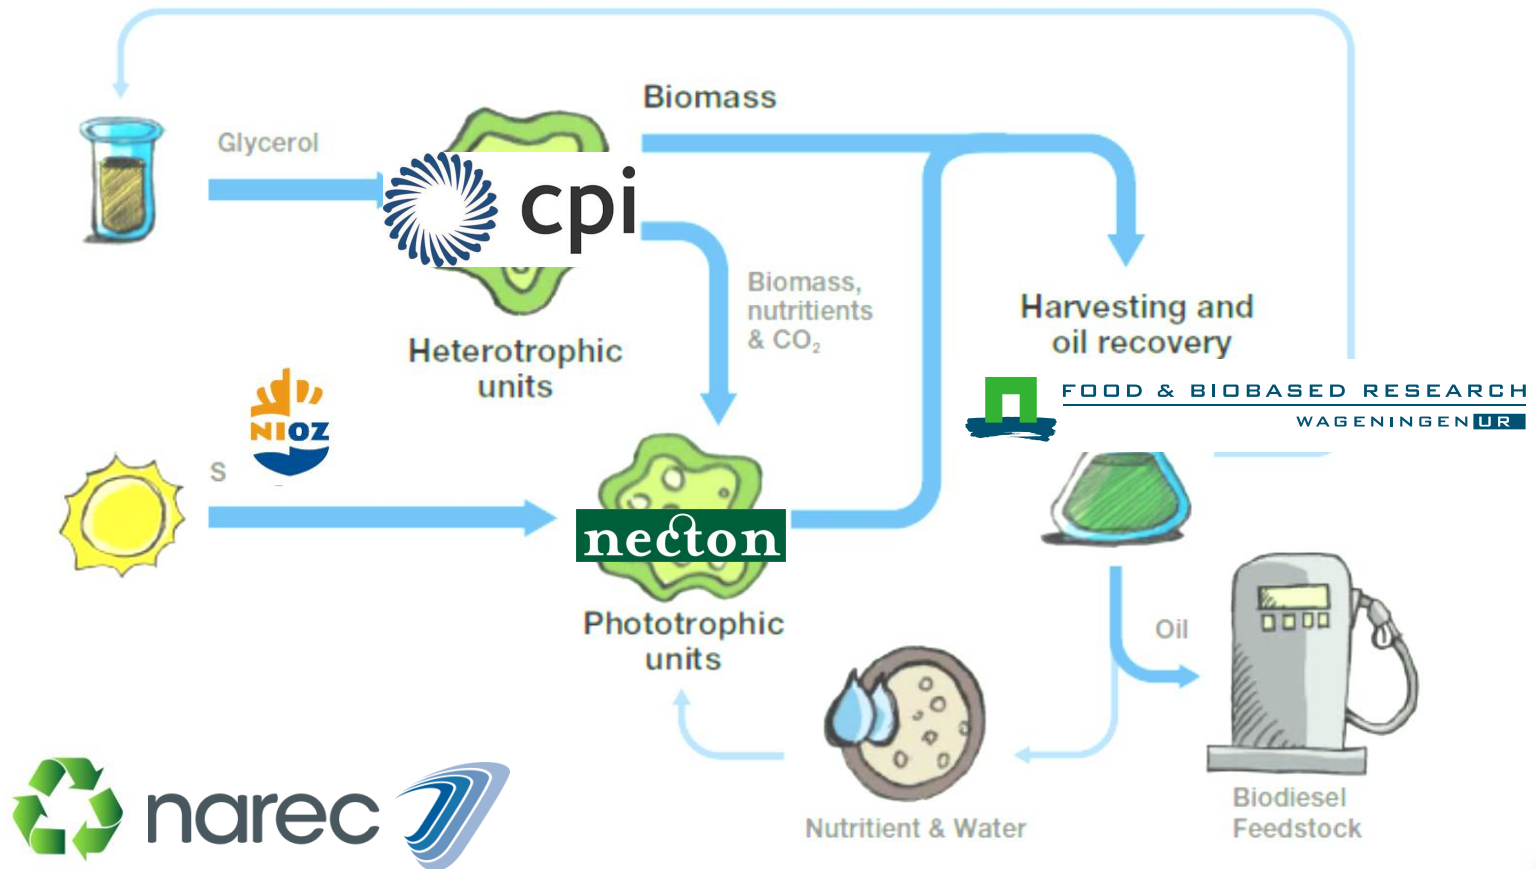 Biomass
Glycerol
cpi
Biomass,
nutritients
& CO₂
Harvesting and
oil recovery
Heterotrophic
units
FOOD & BIOBASED RESEARCH
WAGENINGEN UR
NIOZ
S
necton
Phototrophic
units
Oil
narec
Nutritient & Water
Biodiesel
Feedstock